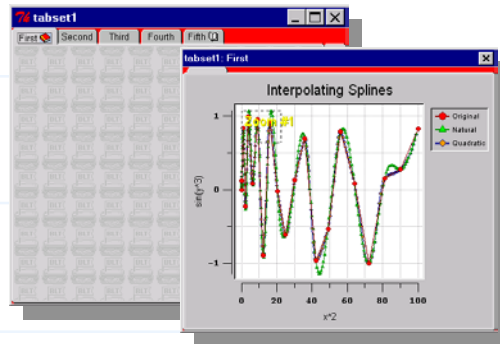 7k tabset1
First Second Third Fourth Fifth
tabset1: First
Interpolating Splines
Zoom #1
Original
Natural
Quadratic
1
0
-1
sin(y*3)
0 20 40 60 80 100
x*2